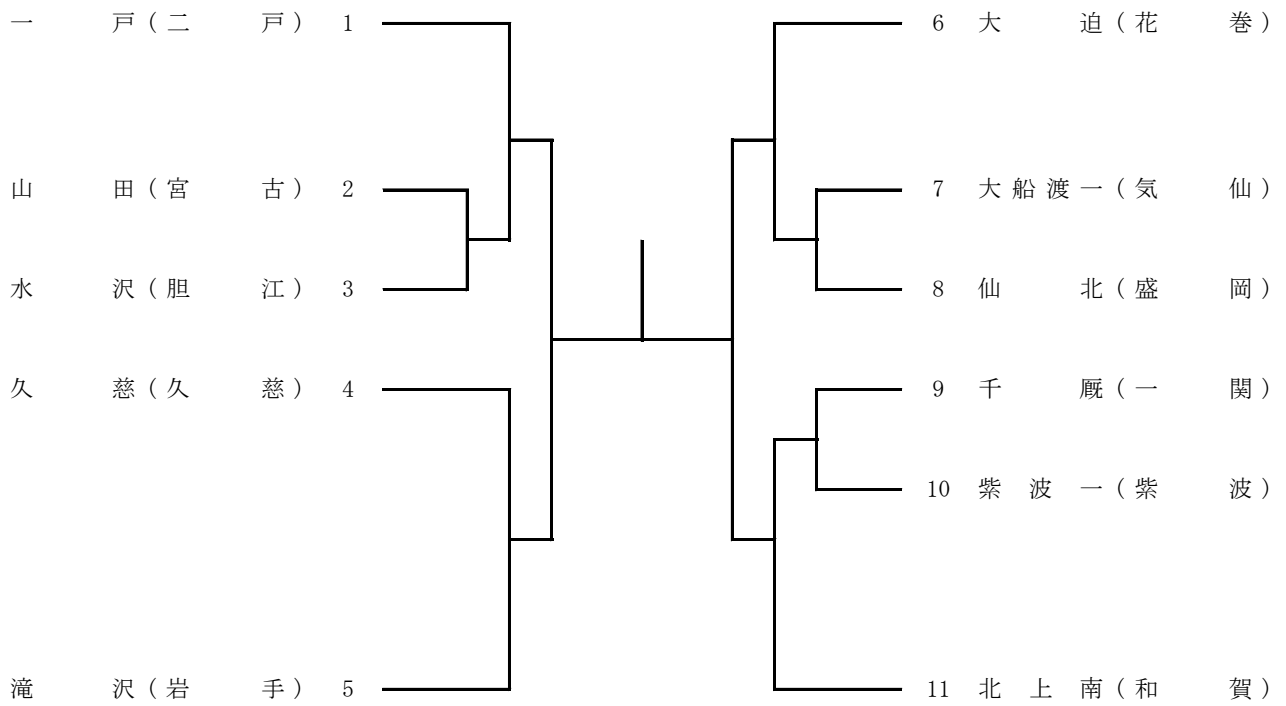 一戸(二戸) 1
山田(宮古) 2
水沢(胆江) 3
久慈(久慈) 4
滝沢(岩手) 5
6 大迫(花巻)
7 大船渡一(気仙)
8 仙北(盛岡)
9 千厩(一関)
10 紫波一(紫波)
11 北上南(和賀)